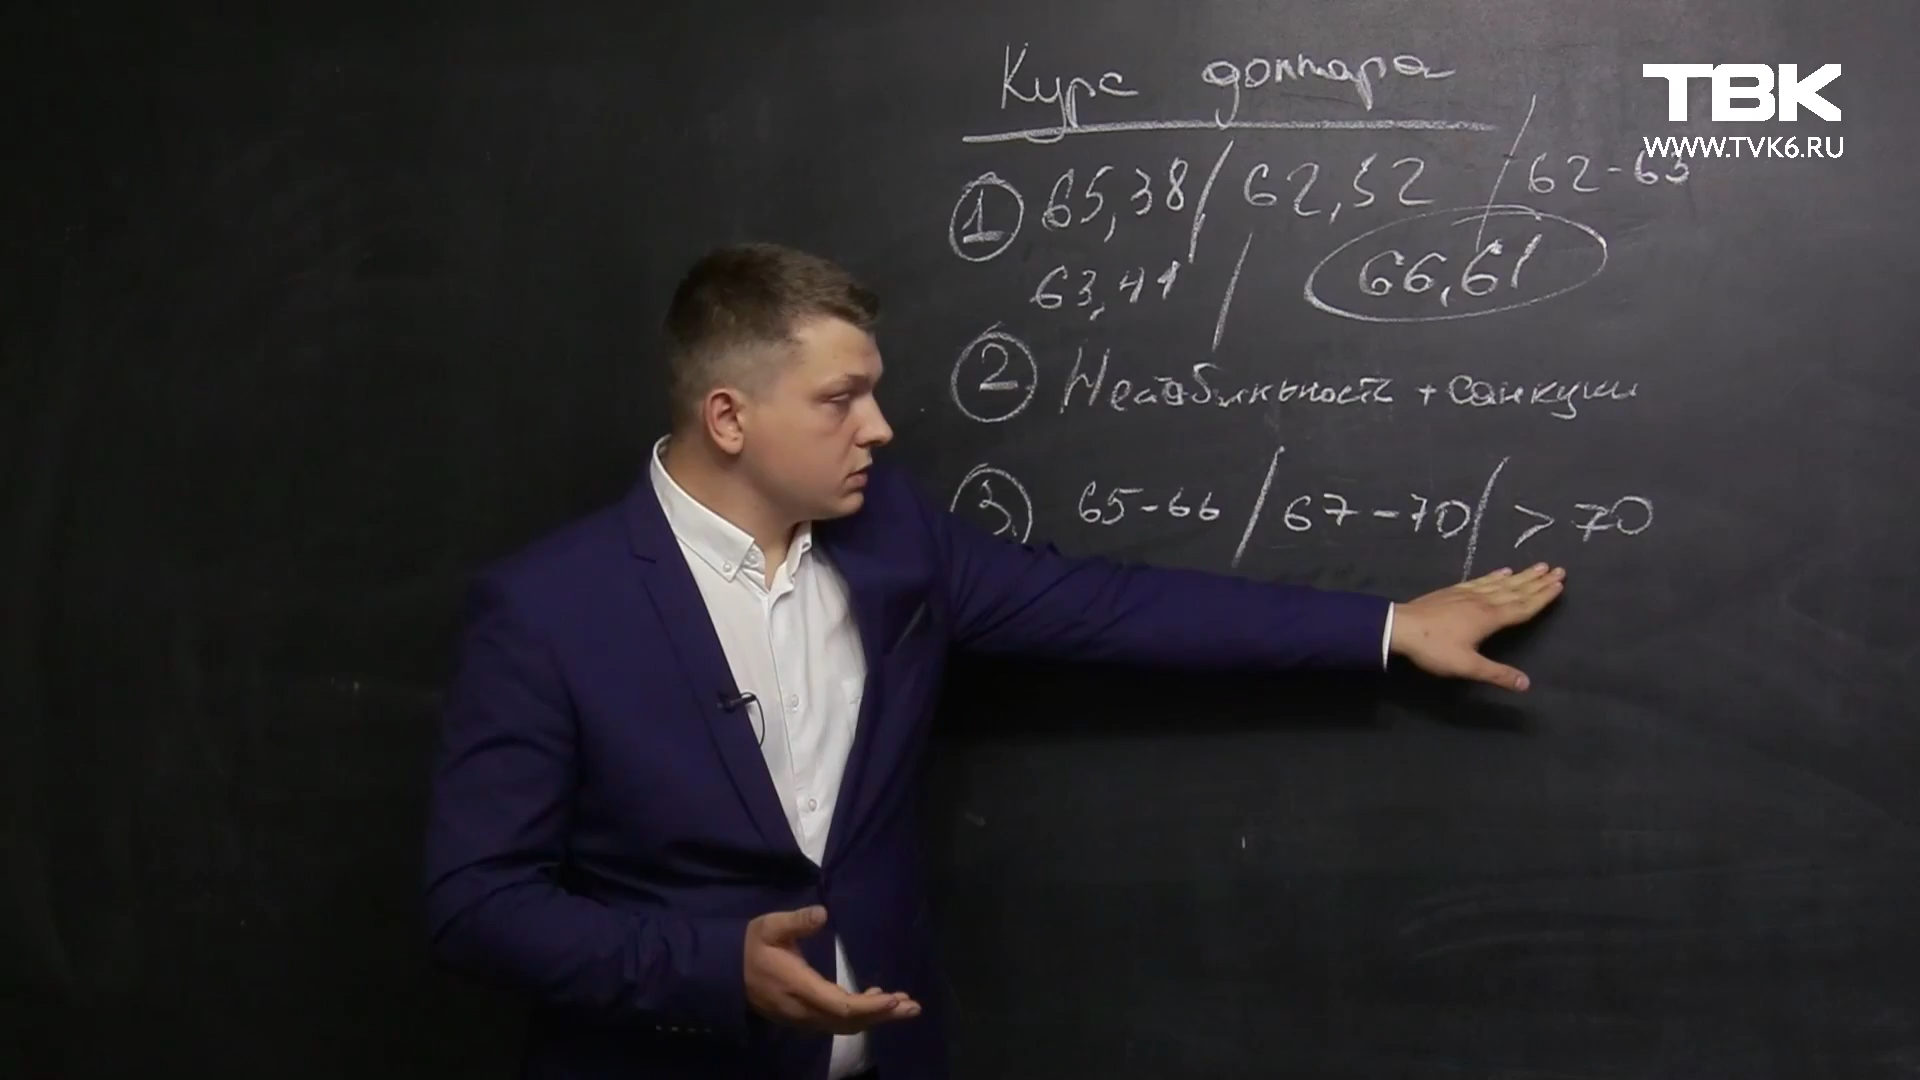 Курс доллара
ТВК
WWW.TVK6.RU
① 65,38 / 62,52 / 62-63
63,41 / 66,61
② Нестабильность + санкции
③ 65-66 / 67-70 / > 70